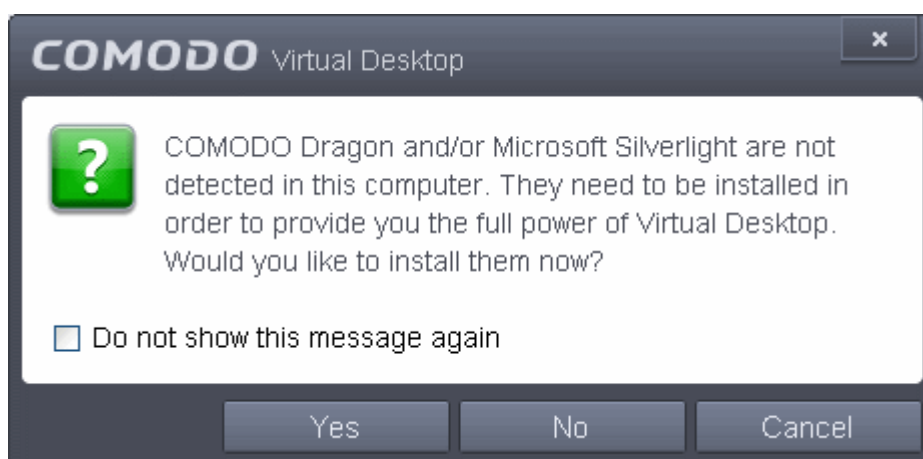 COMODO Virtual Desktop
COMODO Dragon and/or Microsoft Silverlight are not
detected in this computer. They need to be installed in
order to provide you the full power of Virtual Desktop.
Would you like to install them now?
Do not show this message again
Yes No Cancel